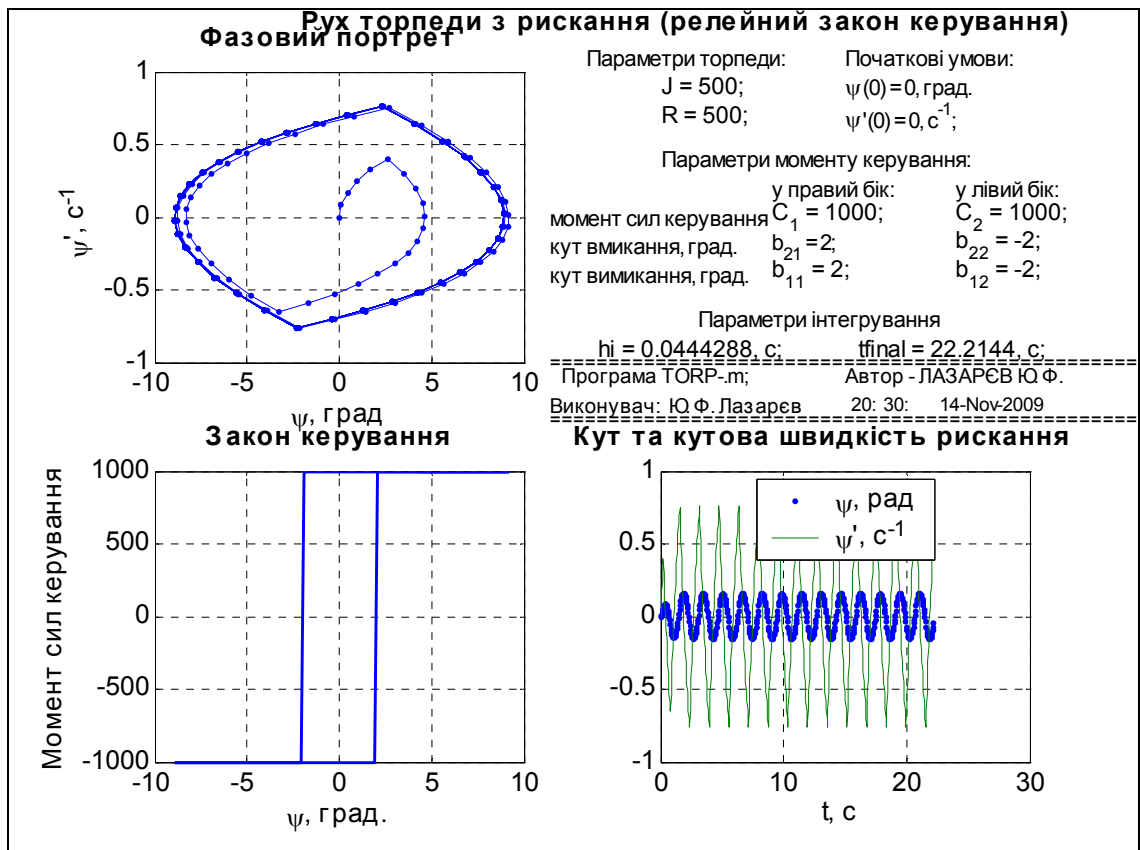 Рух торпеди з рискання (релейний закон керування)
Фазовий портрет
1
0.5
0
-0.5
-1
-10
-5
0
5
10
ψ', с-1
ψ, град
Параметри торпеди:
J = 500;
R = 500;
Початкові умови:
ψ(0) =0, град.
ψ'(0) =0, с-1;
Параметри моменту керування:
у правий бік: у лівий бік:
момент сил керування C1 = 1000; C2 = 1000;
кут вмикання, град. b21 =2; b22 = -2;
кут вимикання, град. b11 = 2; b12 = -2;
Параметри інтегрування
hi = 0.0444288, с; tfinal = 22.2144, с;
Програма TORP-.m; Автор - ЛАЗАРЄВ Ю.Ф.
Виконувач: Ю.Ф. Лазарєв 20: 30: 14-Nov-2009
Закон керування
1000
500
0
-500
-1000
-10
-5
0
5
10
Момент сил керування
ψ, град.
Кут та кутова швидкість рискання
1
0.5
0
-0.5
-1
0
10
20
30
ψ, рад
ψ', с-1
t, c